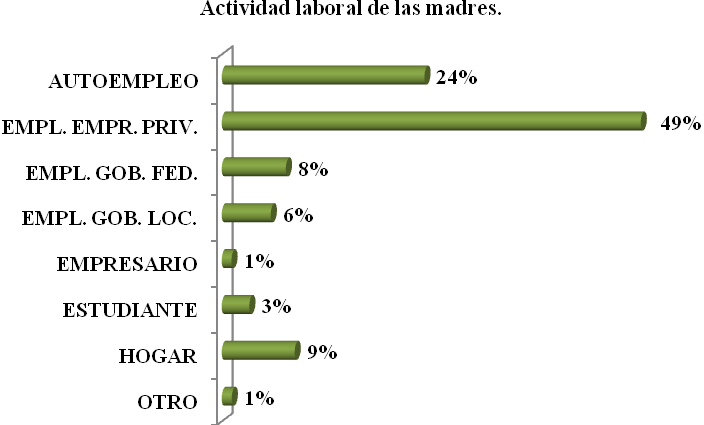 Actividad laboral de las madres.
AUTOEMPLEO 24%
EMPL. EMPR. PRIV. 49%
EMPL. GOB. FED. 8%
EMPL. GOB. LOC. 6%
EMPRESARIO 1%
ESTUDIANTE 3%
HOGAR 9%
OTRO 1%